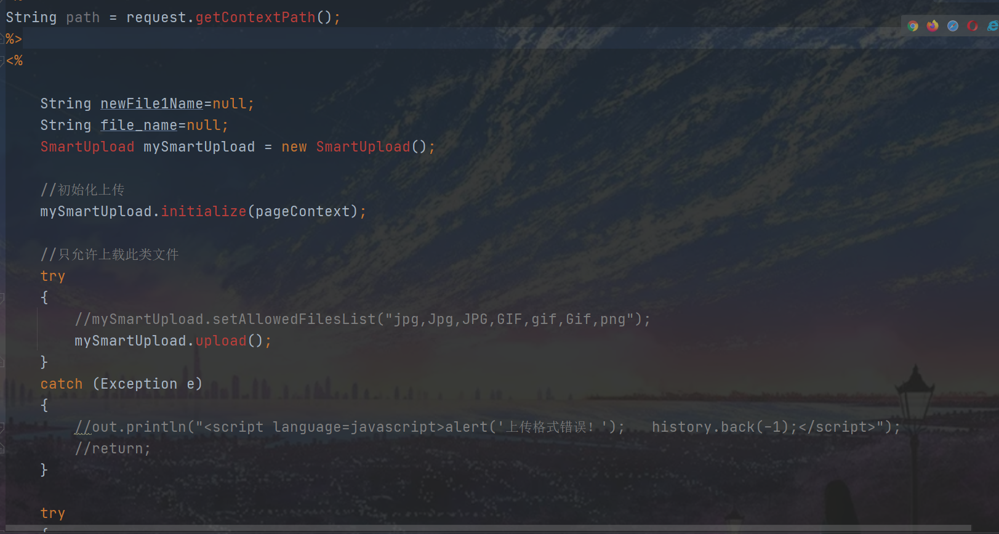 String path = request.getContextPath();
%>
<%
String newFile1Name=null;
String file_name=null;
SmartUpload mySmartUpload = new SmartUpload();
//初始化上传
mySmartUpload.initialize(pageContext);
//只允许上载此类文件
try
{
//mySmartUpload.setAllowedFilesList("jpg,Jpg,JPG,GIF,gif,Gif,png");
mySmartUpload.upload();
}
catch (Exception e)
{
//out.println("<script language=javascript>alert('上传格式错误！');   history.back(-1);</script>");
//return;
}
try
{